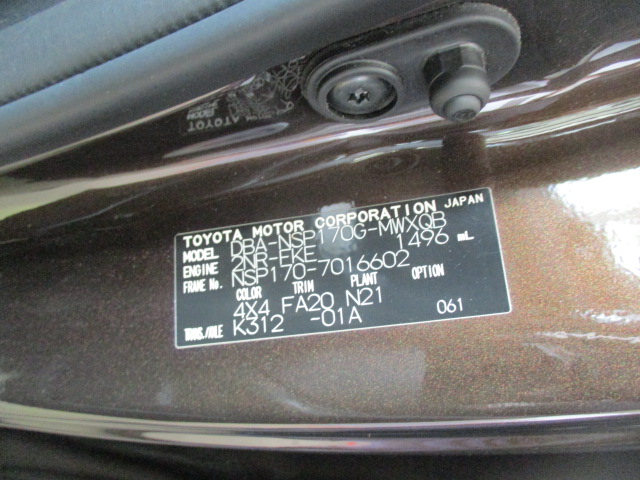 TOYOTA MOTOR CORPORATION JAPAN
MODEL DBA-NSP170G-MWXQB
ENGINE 2NR-FKE 1496 mL
FRAME No. NSP170-7016602
COLOR TRIM PLANT OPTION
4X4 FA20 N21
TRANS./AXLE K312 -01A 061